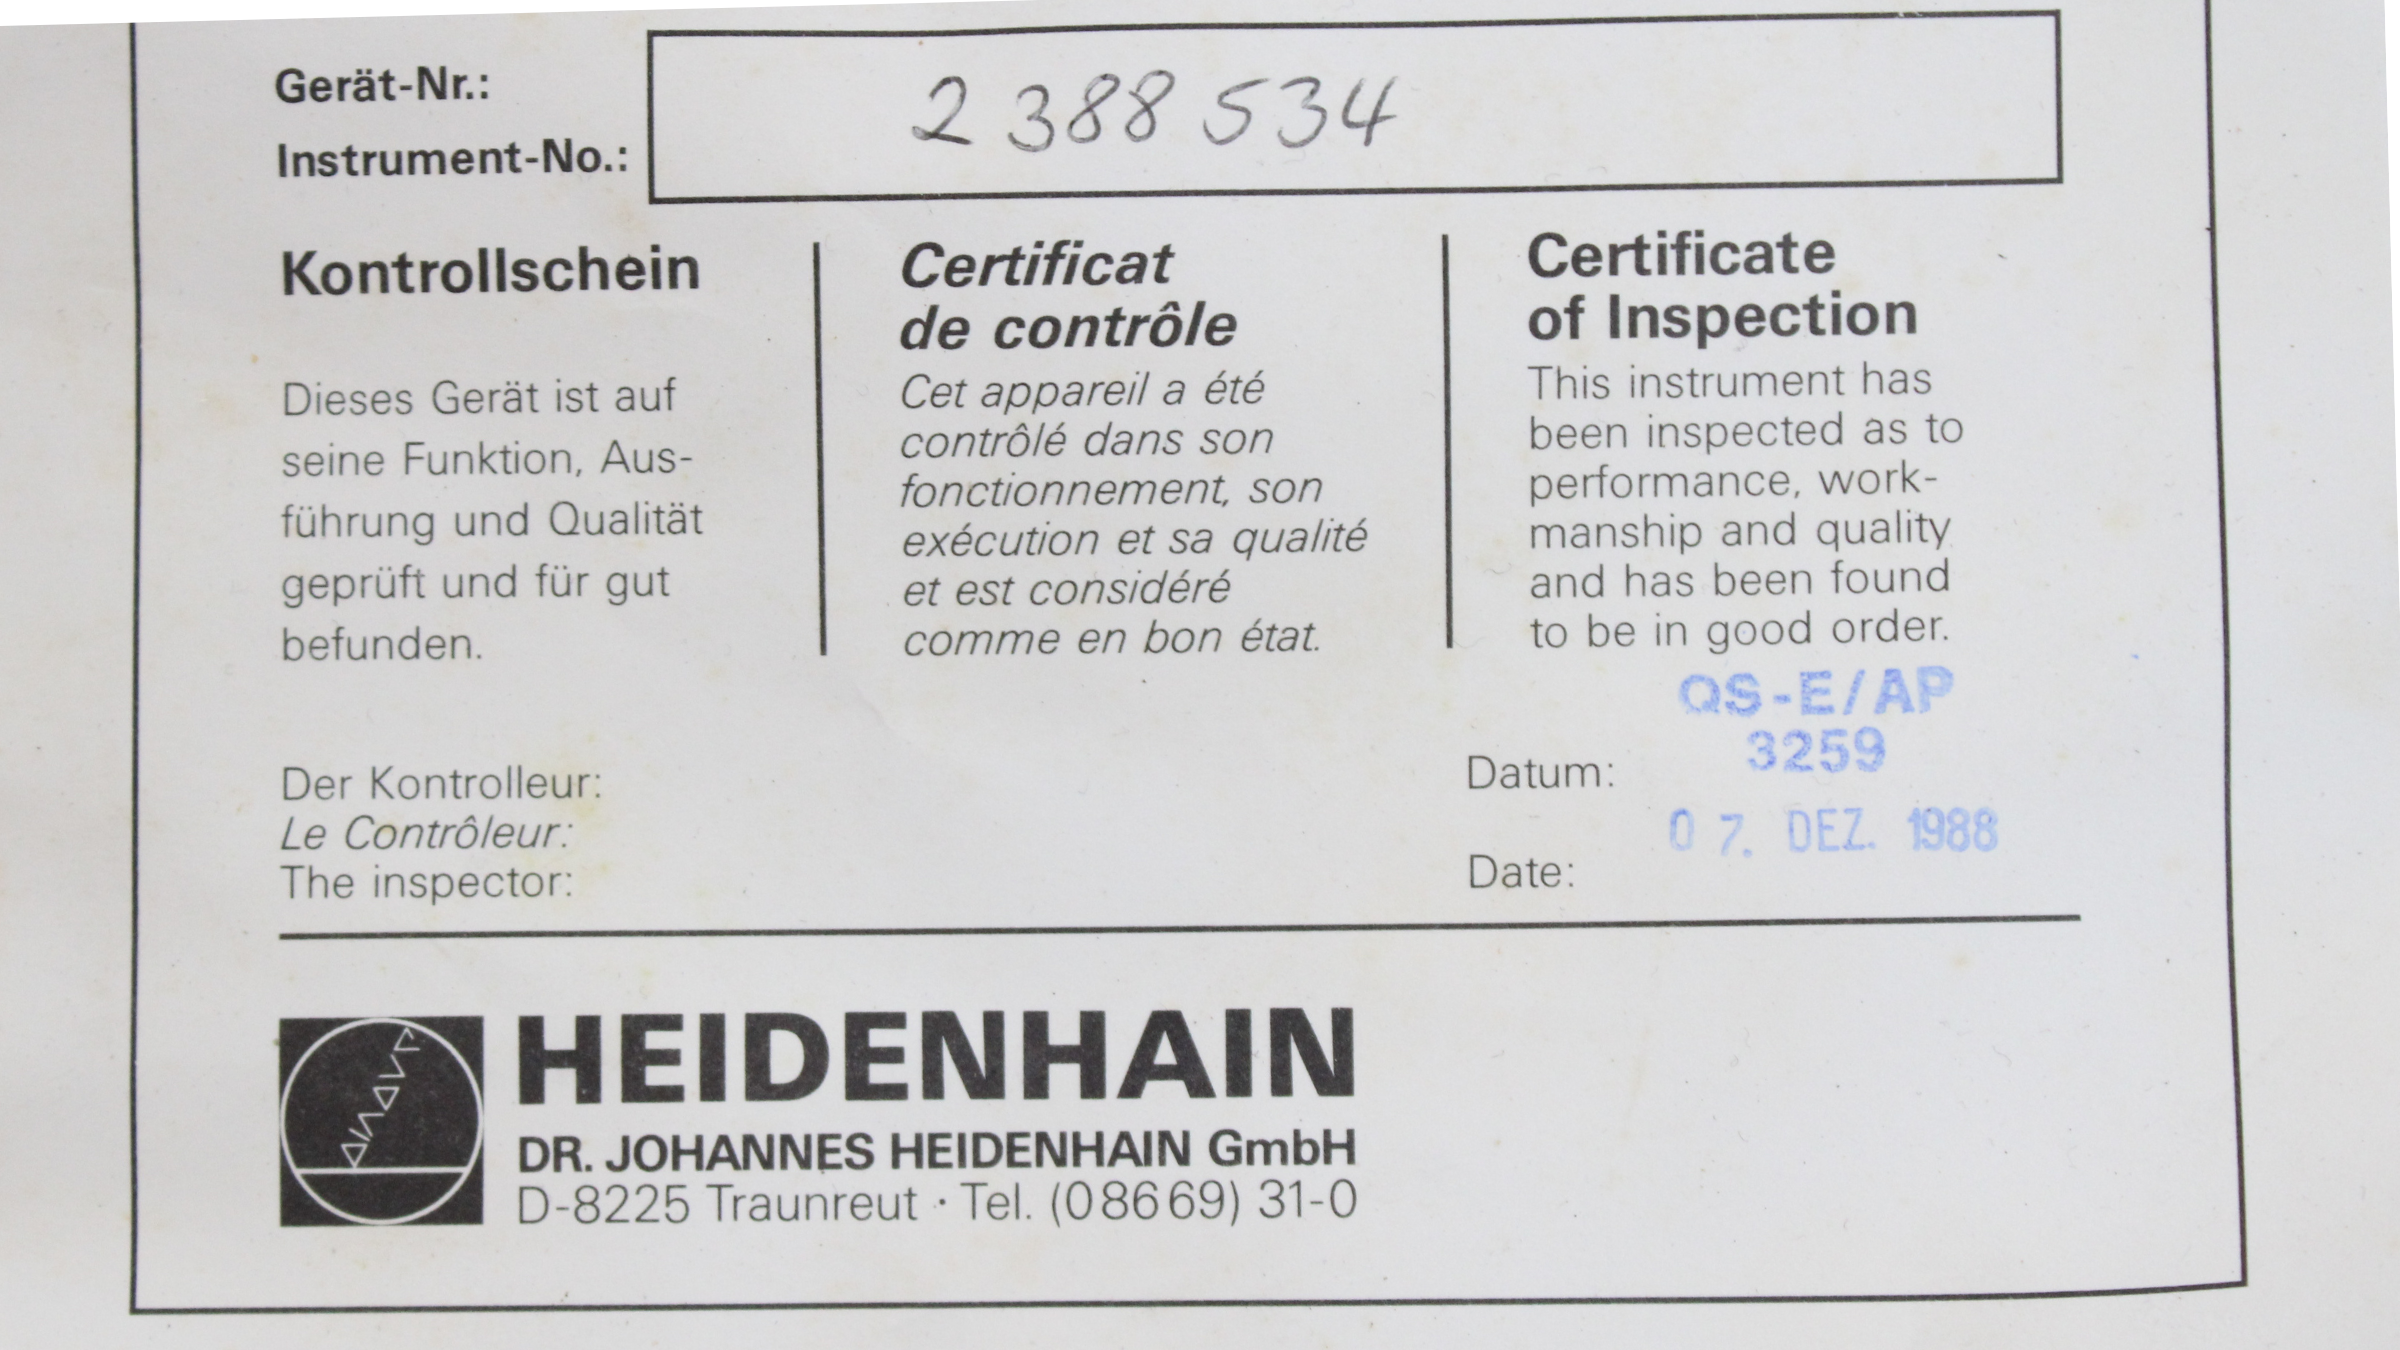 Gerät-Nr.:
Instrument-No.:
2 388 534
Kontrollschein
Dieses Gerät ist auf
seine Funktion, Aus-
führung und Qualität
geprüft und für gut
befunden.
Certificat
de contrôle
Cet appareil a été
contrôlé dans son
fonctionnement, son
exécution et sa qualité
et est considéré
comme en bon état.
Certificate
of Inspection
This instrument has
been inspected as to
performance, work-
manship and quality
and has been found
to be in good order.
QS-E/AP
3259
Der Kontrolleur:
Le Contrôleur:
The inspector:
Datum:
07. DEZ. 1988
Date:
HEIDENHAIN
DR. JOHANNES HEIDENHAIN GmbH
D-8225 Traunreut · Tel. (08669) 31-0